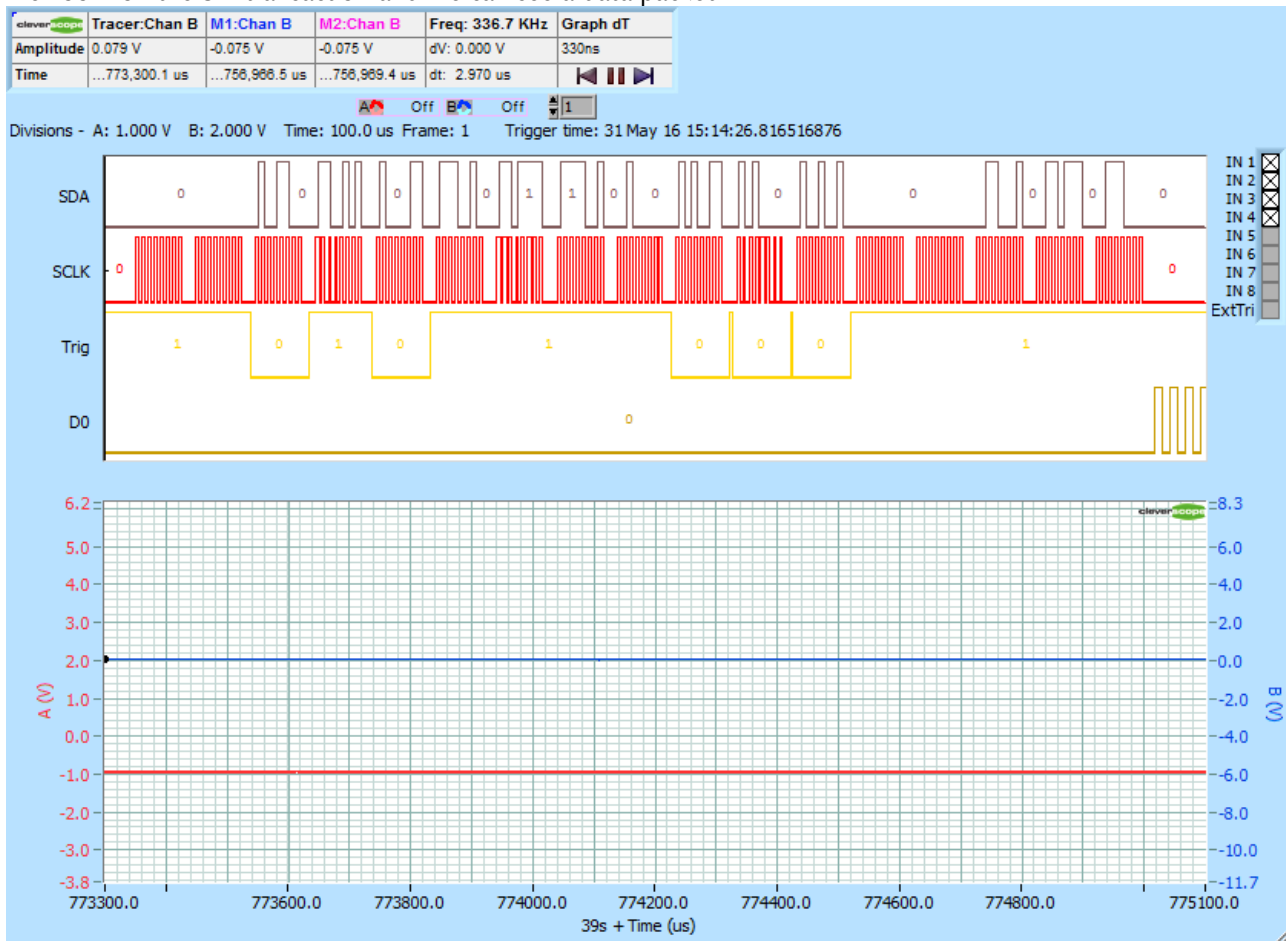 cleverscope Tracer:Chan B M1:Chan B M2:Chan B Freq: 336.7 KHz Graph dT
Amplitude 0.079 V -0.075 V -0.075 V dV: 0.000 V 330ns
Time ...773,300.1 us ...756,966.5 us ...756,969.4 us dt: 2.970 us
A Off B Off 1
Divisions - A: 1.000 V B: 2.000 V Time: 100.0 us Frame: 1 Trigger time: 31 May 16 15:14:26.816516876
SDA 0 0 0 0 1 1 0 0 0 0 0 0 0
SCLK 0 0
Trig 1 0 1 0 1 0 0 0 1
D0 0
IN 1
IN 2
IN 3
IN 4
IN 5
IN 6
IN 7
IN 8
ExtTri
cleverscope
A (V)
6.2
5.0
4.0
3.0
2.0
1.0
0.0
-1.0
-2.0
-3.0
-3.8
8.3
6.0
4.0
2.0
0.0
-2.0
-4.0
-6.0
-8.0
-10.0
-11.7
B (V)
773300.0 773600.0 773800.0 774000.0 774200.0 774400.0 774600.0 774800.0 775100.0
39s + Time (us)